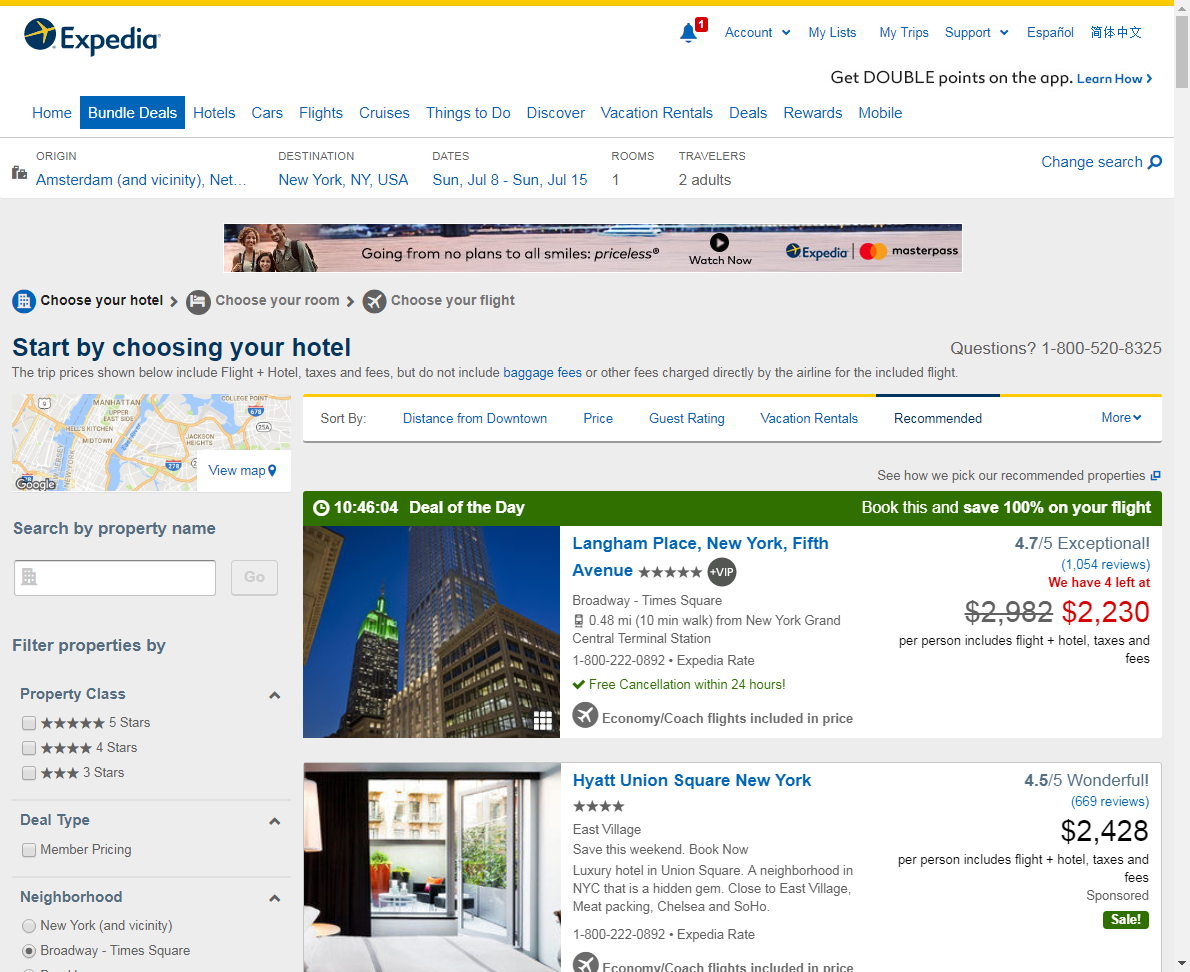 Expedia
1
Account
My Lists
My Trips
Support
Español
简体中文
Get DOUBLE points on the app. Learn How
Home
Bundle Deals
Hotels
Cars
Flights
Cruises
Things to Do
Discover
Vacation Rentals
Deals
Rewards
Mobile
ORIGIN
Amsterdam (and vicinity), Net...
DESTINATION
New York, NY, USA
DATES
Sun, Jul 8 - Sun, Jul 15
ROOMS
1
TRAVELERS
2 adults
Change search
Going from no plans to all smiles: priceless®
Watch Now
Expedia
masterpass
Choose your hotel
Choose your room
Choose your flight
Start by choosing your hotel
Questions? 1-800-520-8325
The trip prices shown below include Flight + Hotel, taxes and fees, but do not include baggage fees or other fees charged directly by the airline for the included flight.
9
MANHATTAN
COLLEGE POINT
UPPER
EAST SIDE
678
25A
HELL'S KITCHEN
MIDTOWN
JACKSON
HEIGHTS
East River
278
NEW YORK
Google
View map
Sort By:
Distance from Downtown
Price
Guest Rating
Vacation Rentals
Recommended
More
See how we pick our recommended properties
Search by property name
Go
Filter properties by
Property Class
5 Stars
4 Stars
3 Stars
Deal Type
Member Pricing
Neighborhood
New York (and vicinity)
Broadway - Times Square
10:46:04 Deal of the Day
Book this and save 100% on your flight
Langham Place, New York, Fifth
Avenue
+VIP
Broadway - Times Square
0.48 mi (10 min walk) from New York Grand
Central Terminal Station
1-800-222-0892 • Expedia Rate
Free Cancellation within 24 hours!
Economy/Coach flights included in price
4.7/5 Exceptional!
(1,054 reviews)
We have 4 left at
$2,982 $2,230
per person includes flight + hotel, taxes and
fees
Hyatt Union Square New York
East Village
Save this weekend. Book Now
Luxury hotel in Union Square. A neighborhood in
NYC that is a hidden gem. Close to East Village,
Meat packing, Chelsea and SoHo.
1-800-222-0892 • Expedia Rate
Economy/Coach flights included in price
4.5/5 Wonderful!
(669 reviews)
$2,428
per person includes flight + hotel, taxes and
fees
Sponsored
Sale!